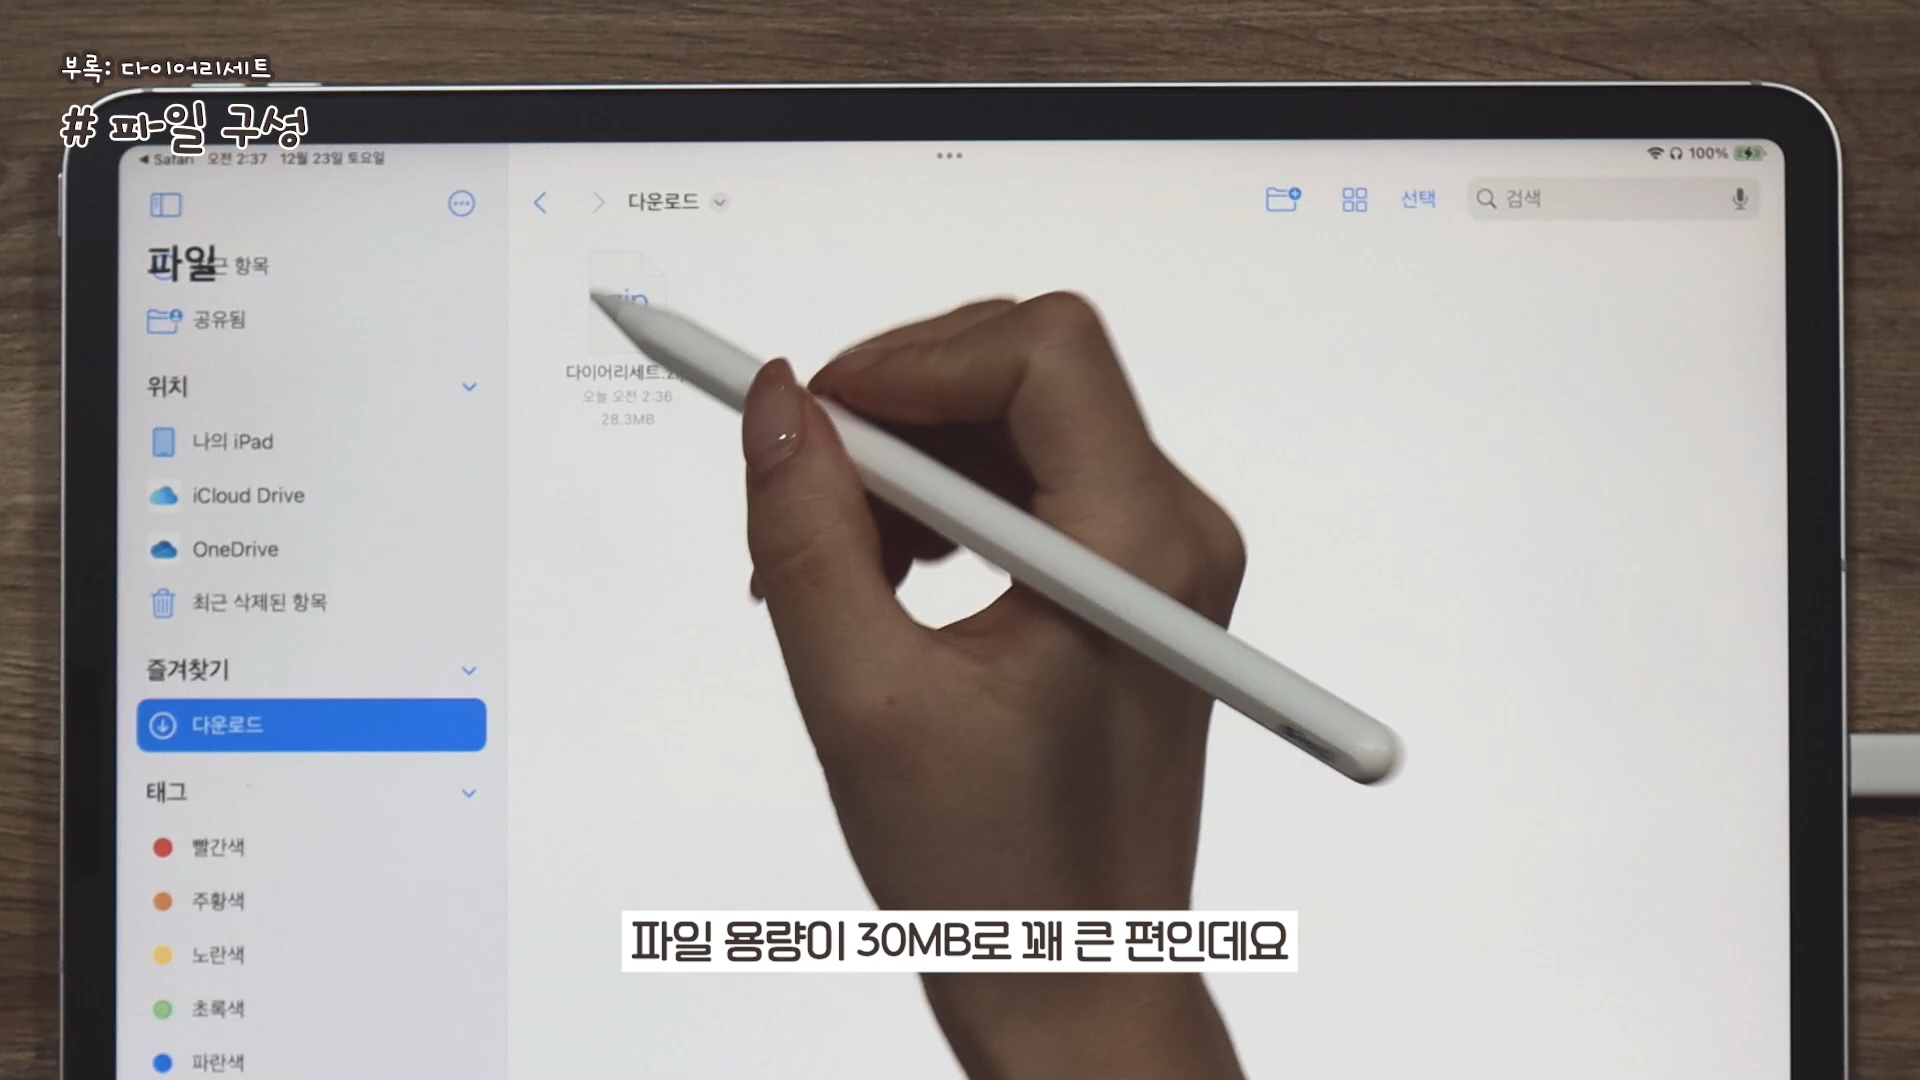 부록: 다이어리세트
# 파일 구성
Safari 오전 2:37 12월 23일 토요일
100%
다운로드
선택
검색
파일
항목
공유됨
위치
나의 iPad
iCloud Drive
OneDrive
최근 삭제된 항목
즐겨찾기
다운로드
태그
빨간색
주황색
노란색
초록색
파란색
다이어리세트.
오늘 오전 2:36
28.3MB
파일 용량이 30MB로 꽤 큰 편인데요